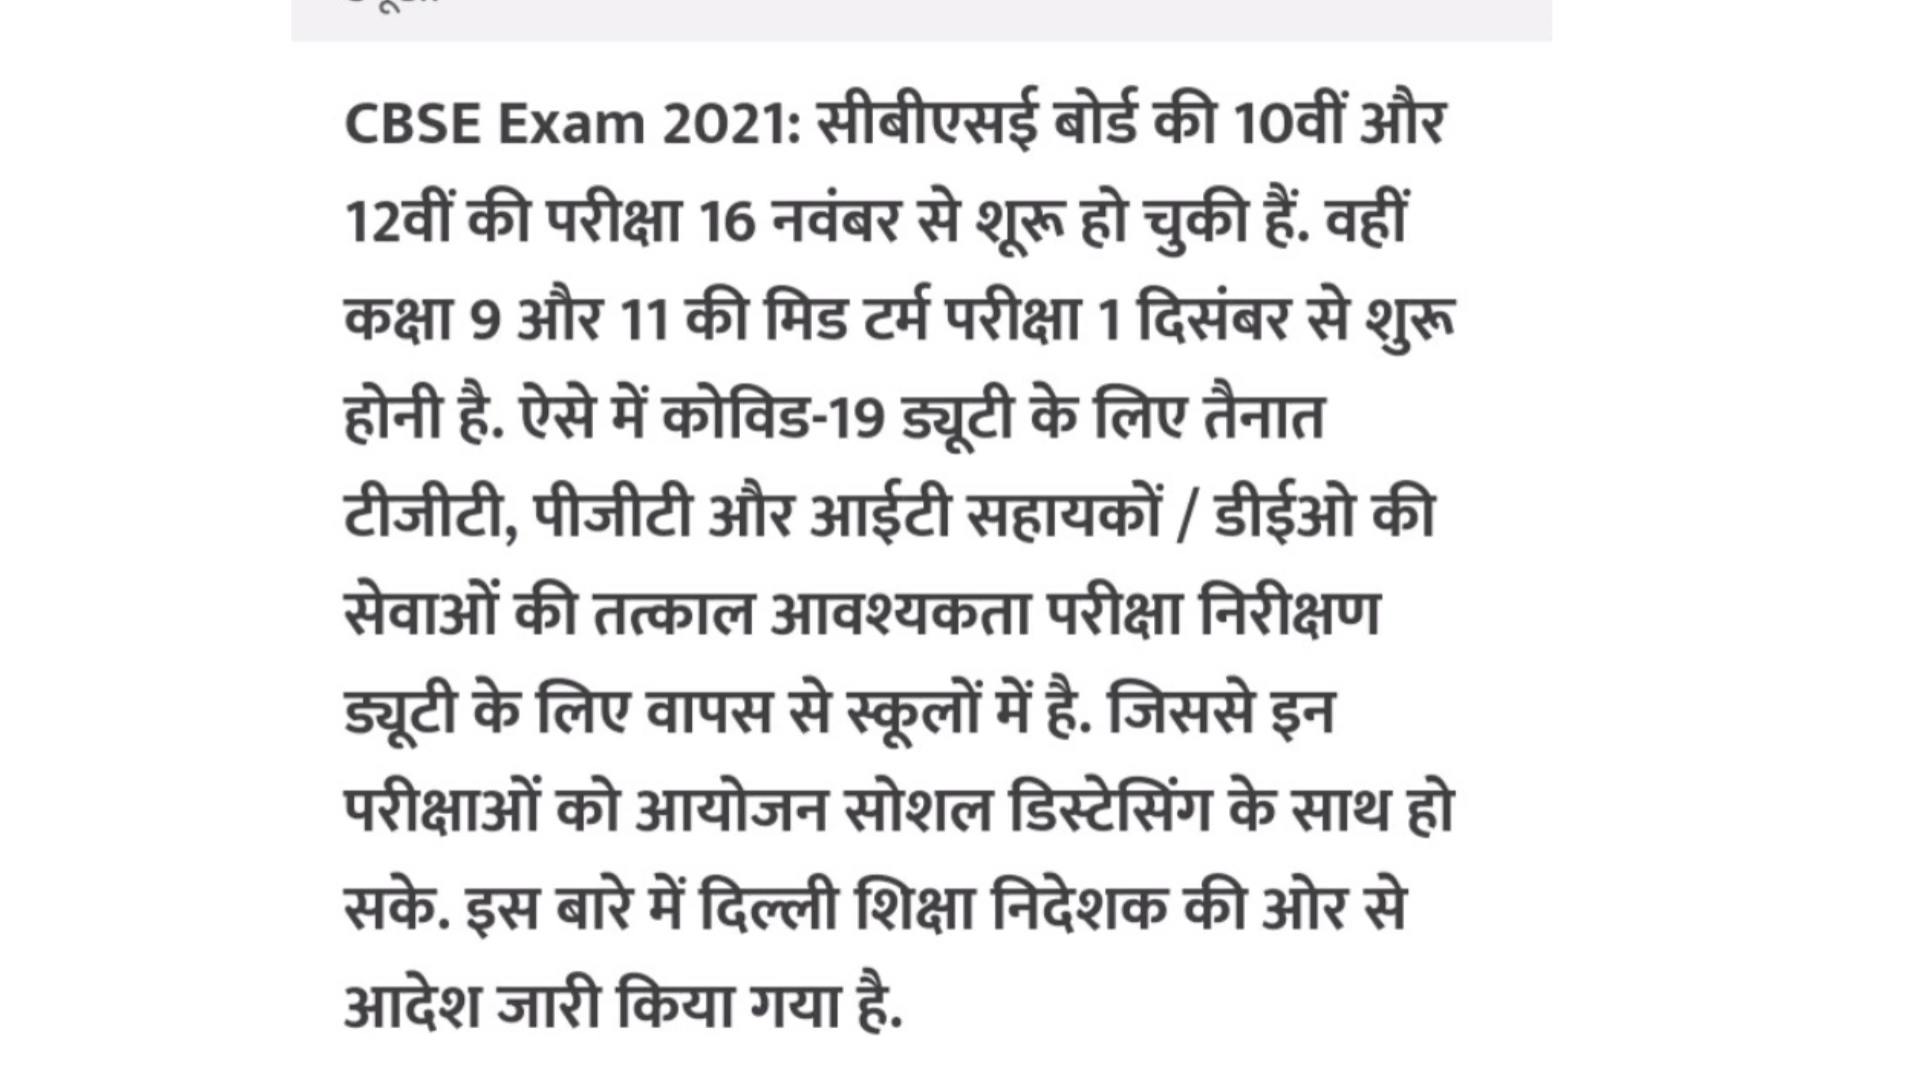 CBSE Exam 2021: सीबीएसई बोर्ड की 10वीं और
12वीं की परीक्षा 16 नवंबर से शूरू हो चुकी हैं. वहीं
कक्षा 9 और 11 की मिड टर्म परीक्षा 1 दिसंबर से शुरू
होनी है. ऐसे में कोविड-19 ड्यूटी के लिए तैनात
टीजीटी, पीजीटी और आईटी सहायकों / डीईओ की
सेवाओं की तत्काल आवश्यकता परीक्षा निरीक्षण
ड्यूटी के लिए वापस से स्कूलों में है. जिससे इन
परीक्षाओं को आयोजन सोशल डिस्टेसिंग के साथ हो
सके. इस बारे में दिल्ली शिक्षा निदेशक की ओर से
आदेश जारी किया गया है.